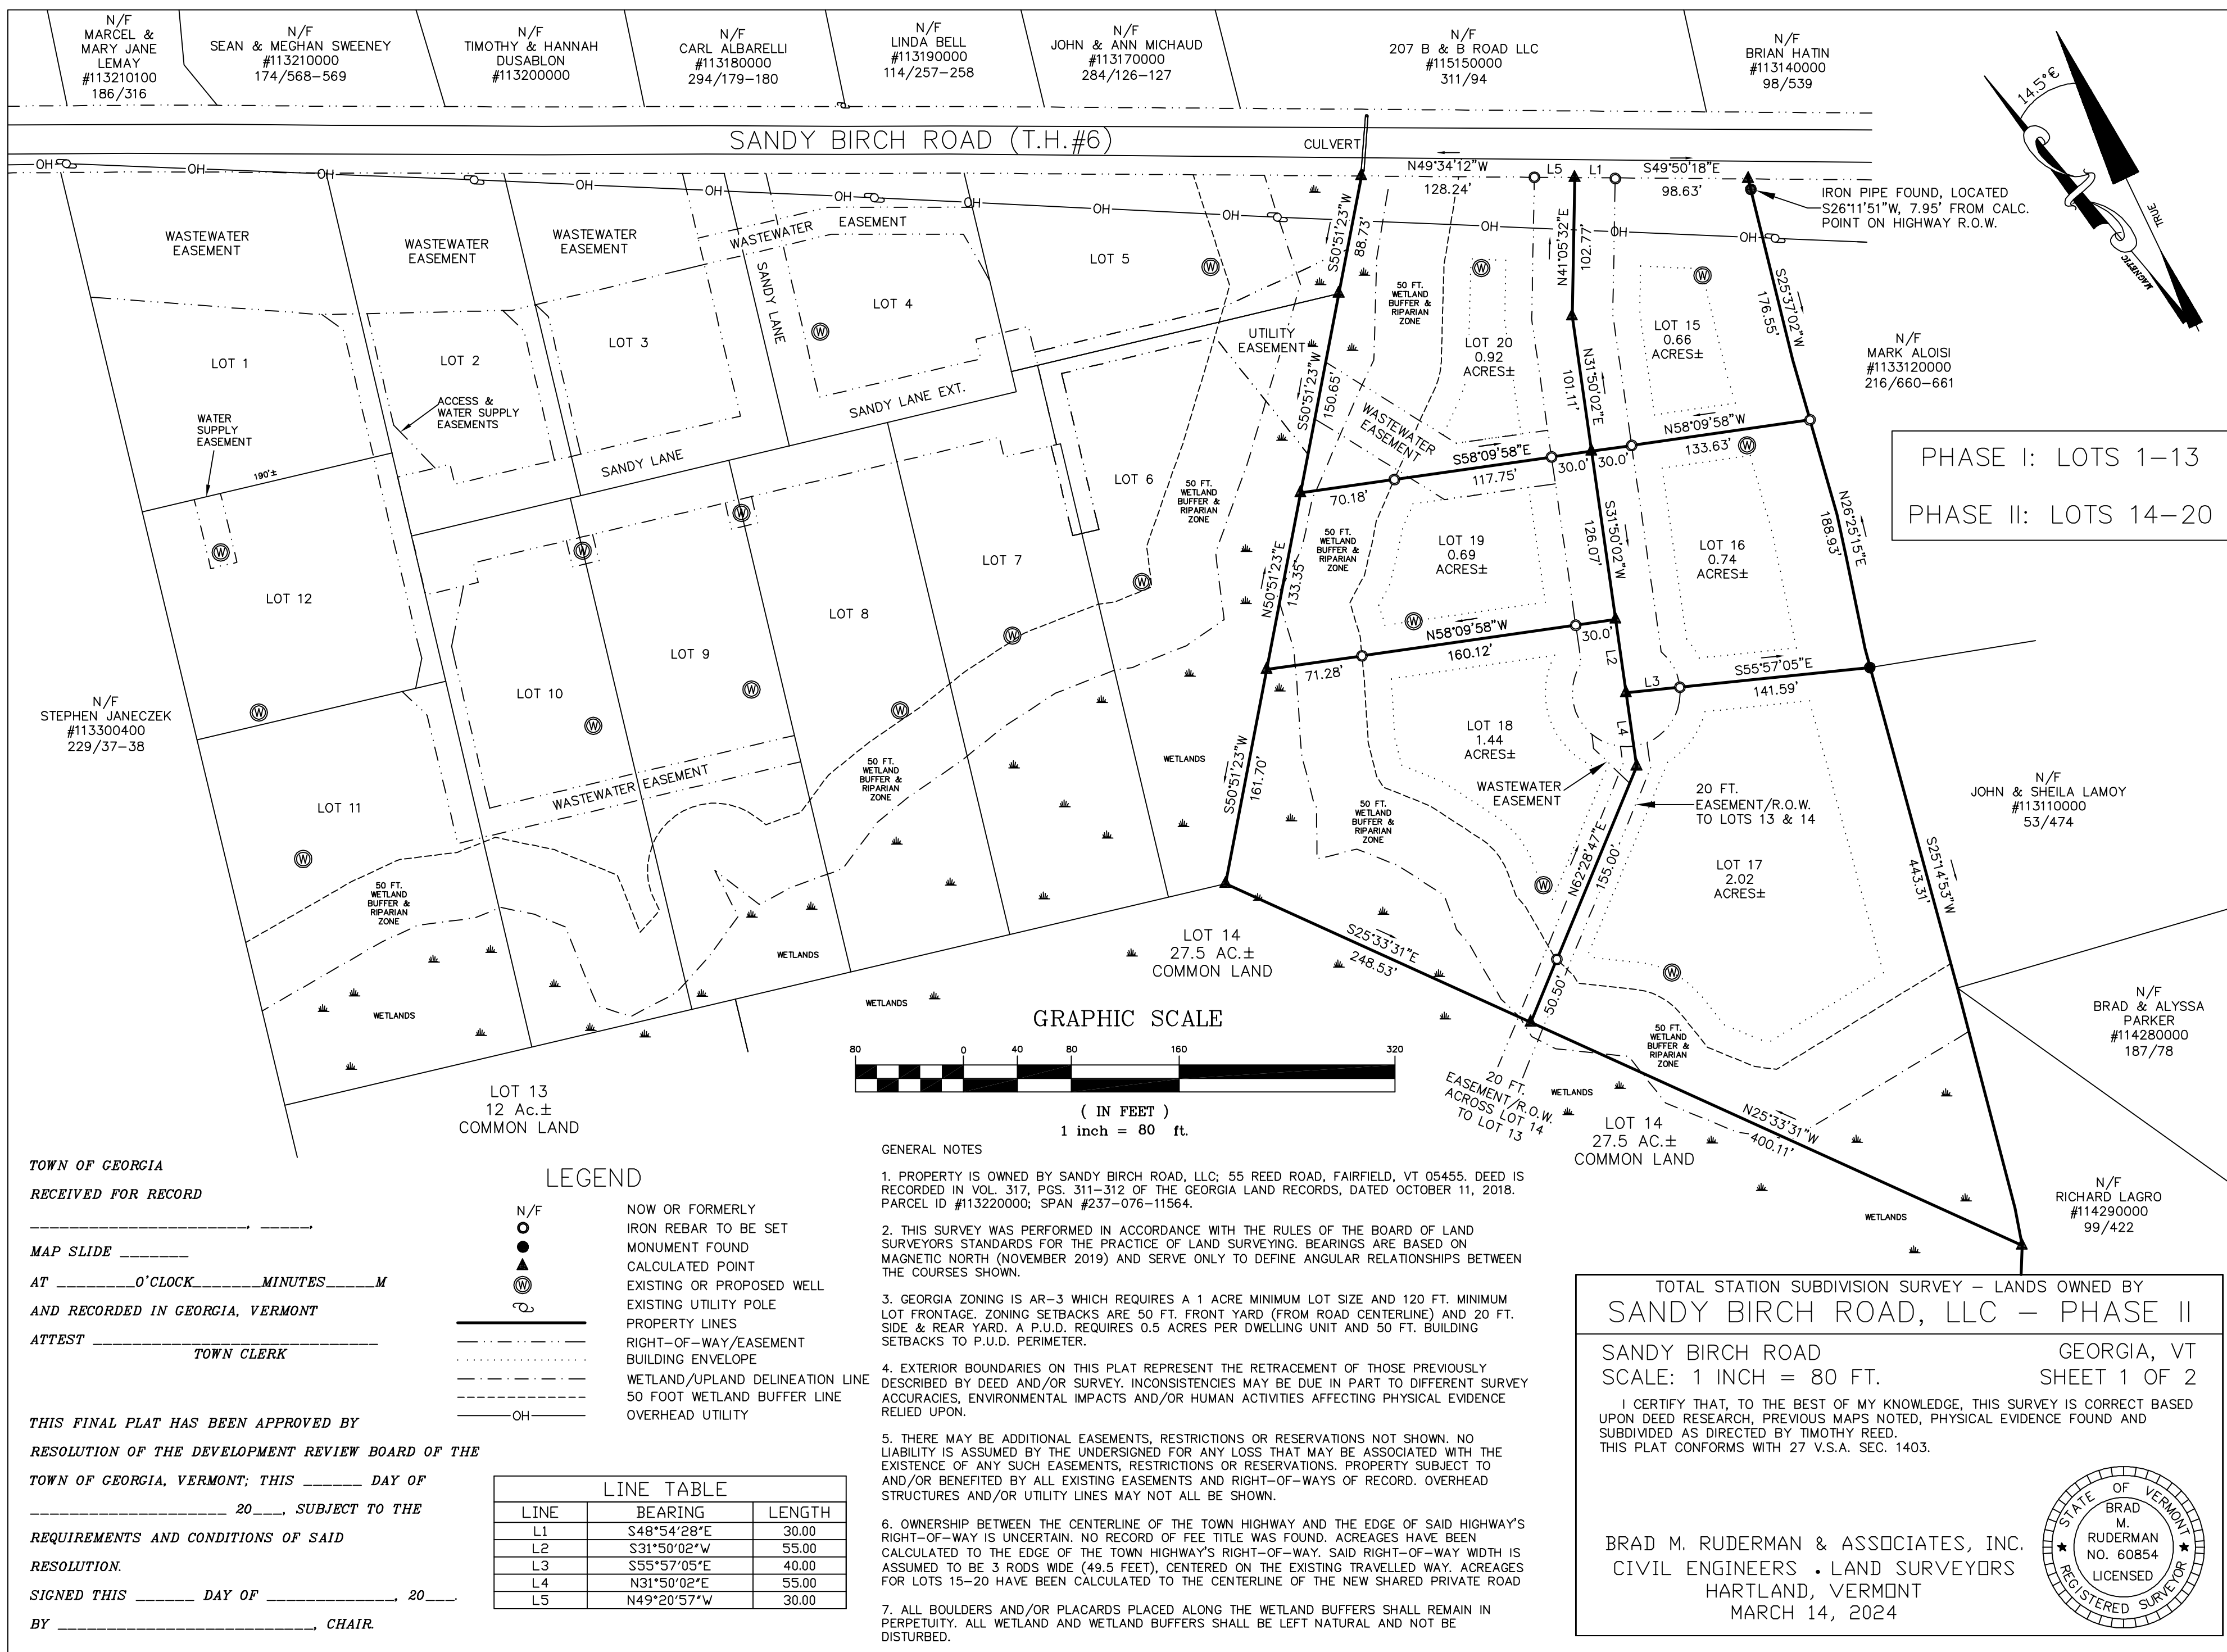 N/F
MARCEL &
MARY JANE
LEMAY
#113210100
186/316
N/F
SEAN & MEGHAN SWEENEY
#113210000
174/568-569
N/F
TIMOTHY & HANNAH
DUSABLON
#113200000
N/F
CARL ALBARELLI
#113180000
294/179-180
N/F
LINDA BELL
#113190000
114/257-258
N/F
JOHN & ANN MICHAUD
#113170000
284/126-127
N/F
207 B & B ROAD LLC
#115150000
311/94
N/F
BRIAN HATIN
#113140000
98/539
14.5°E
TRUE
MAGNETIC
SANDY BIRCH ROAD (T.H.#6)
CULVERT
N49°34'12"W
128.24'
L5
L1
S49°50'18"E
98.63'
IRON PIPE FOUND, LOCATED
S26°11'51"W, 7.95' FROM CALC.
POINT ON HIGHWAY R.O.W.
OH
OH
OH
OH
OH
OH
OH
OH
OH
OH
OH
OH
OH
WASTEWATER
EASEMENT
WASTEWATER
EASEMENT
WASTEWATER
EASEMENT
WASTEWATER
EASEMENT
SANDY LANE
LOT 1
LOT 2
LOT 3
LOT 4
LOT 5
W
W
W
W
S50°51'23"W
88.73'
50 FT.
WETLAND
BUFFER &
RIPARIAN
ZONE
N41°05'32"E
102.77'
LOT 20
0.92
ACRES±
LOT 15
0.66
ACRES±
S25°37'02"W
176.55'
N/F
MARK ALOISI
#1133120000
216/660-661
UTILITY
EASEMENT
S50°51'23"W
150.65'
N31°50'02"E
101.11'
WASTEWATER
EASEMENT
ACCESS &
WATER SUPPLY
EASEMENTS
WATER
SUPPLY
EASEMENT
190'±
SANDY LANE
SANDY LANE EXT.
S58°09'58"E
117.75'
70.18'
30.0'
30.0'
N58°09'58"W
133.63'
W
PHASE I: LOTS 1-13
PHASE II: LOTS 14-20
LOT 6
50 FT.
WETLAND
BUFFER &
RIPARIAN
ZONE
50 FT.
WETLAND
BUFFER &
RIPARIAN
ZONE
LOT 19
0.69
ACRES±
LOT 16
0.74
ACRES±
S31°50'02"W
126.07'
N26°25'15"E
188.93'
W
W
W
W
W
W
LOT 12
LOT 7
LOT 8
LOT 9
LOT 10
LOT 11
N50°51'23"E
133.35'
N58°09'58"W
160.12'
71.28'
30.0'
L2
L3
S55°57'05"E
141.59'
L4
N/F
STEPHEN JANECZEK
#113300400
229/37-38
W
W
W
W
W
WASTEWATER EASEMENT
50 FT.
WETLAND
BUFFER &
RIPARIAN
ZONE
WETLANDS
S50°51'23"W
161.70'
LOT 18
1.44
ACRES±
WASTEWATER
EASEMENT
20 FT.
EASEMENT/R.O.W.
TO LOTS 13 & 14
50 FT.
WETLAND
BUFFER &
RIPARIAN
ZONE
N62°28'47"E
155.00'
LOT 17
2.02
ACRES±
N/F
JOHN & SHEILA LAMOY
#113110000
53/474
S25°14'53"W
443.31'
W
W
W
50 FT.
WETLAND
BUFFER &
RIPARIAN
ZONE
WETLANDS
WETLANDS
WETLANDS
LOT 14
27.5 AC.±
COMMON LAND
S25°33'31"E
248.53'
50.50'
50 FT.
WETLAND
BUFFER &
RIPARIAN
ZONE
N/F
BRAD & ALYSSA
PARKER
#114280000
187/78
LOT 13
12 Ac.±
COMMON LAND
GRAPHIC SCALE
80 0 40 80 160 320
( IN FEET )
1 inch = 80 ft.
20 FT.
EASEMENT/R.O.W.
ACROSS LOT 14
TO LOT 13
WETLANDS
LOT 14
27.5 AC.±
COMMON LAND
N25°33'31"W
400.11'
WETLANDS
N/F
RICHARD LAGRO
#114290000
99/422
TOWN OF GEORGIA
RECEIVED FOR RECORD
______________________, _____,
MAP SLIDE _______
AT ________O'CLOCK_______MINUTES_____M
AND RECORDED IN GEORGIA, VERMONT
ATTEST _____________________________
TOWN CLERK
THIS FINAL PLAT HAS BEEN APPROVED BY
RESOLUTION OF THE DEVELOPMENT REVIEW BOARD OF THE
TOWN OF GEORGIA, VERMONT; THIS ______ DAY OF
____________________ 20___, SUBJECT TO THE
REQUIREMENTS AND CONDITIONS OF SAID
RESOLUTION.
SIGNED THIS ______ DAY OF _____________, 20___.
BY __________________________, CHAIR.
LEGEND
N/F NOW OR FORMERLY
IRON REBAR TO BE SET
MONUMENT FOUND
CALCULATED POINT
W EXISTING OR PROPOSED WELL
EXISTING UTILITY POLE
PROPERTY LINES
RIGHT-OF-WAY/EASEMENT
BUILDING ENVELOPE
WETLAND/UPLAND DELINEATION LINE
50 FOOT WETLAND BUFFER LINE
OH OVERHEAD UTILITY
LINE TABLE
LINE BEARING LENGTH
L1 S48°54'28"E 30.00
L2 S31°50'02"W 55.00
L3 S55°57'05"E 40.00
L4 N31°50'02"E 55.00
L5 N49°20'57"W 30.00
GENERAL NOTES
1. PROPERTY IS OWNED BY SANDY BIRCH ROAD, LLC; 55 REED ROAD, FAIRFIELD, VT 05455. DEED IS
RECORDED IN VOL. 317, PGS. 311-312 OF THE GEORGIA LAND RECORDS, DATED OCTOBER 11, 2018.
PARCEL ID #113220000; SPAN #237-076-11564.
2. THIS SURVEY WAS PERFORMED IN ACCORDANCE WITH THE RULES OF THE BOARD OF LAND
SURVEYORS STANDARDS FOR THE PRACTICE OF LAND SURVEYING. BEARINGS ARE BASED ON
MAGNETIC NORTH (NOVEMBER 2019) AND SERVE ONLY TO DEFINE ANGULAR RELATIONSHIPS BETWEEN
THE COURSES SHOWN.
3. GEORGIA ZONING IS AR-3 WHICH REQUIRES A 1 ACRE MINIMUM LOT SIZE AND 120 FT. MINIMUM
LOT FRONTAGE. ZONING SETBACKS ARE 50 FT. FRONT YARD (FROM ROAD CENTERLINE) AND 20 FT.
SIDE & REAR YARD. A P.U.D. REQUIRES 0.5 ACRES PER DWELLING UNIT AND 50 FT. BUILDING
SETBACKS TO P.U.D. PERIMETER.
4. EXTERIOR BOUNDARIES ON THIS PLAT REPRESENT THE RETRACEMENT OF THOSE PREVIOUSLY
DESCRIBED BY DEED AND/OR SURVEY. INCONSISTENCIES MAY BE DUE IN PART TO DIFFERENT SURVEY
ACCURACIES, ENVIRONMENTAL IMPACTS AND/OR HUMAN ACTIVITIES AFFECTING PHYSICAL EVIDENCE
RELIED UPON.
5. THERE MAY BE ADDITIONAL EASEMENTS, RESTRICTIONS OR RESERVATIONS NOT SHOWN. NO
LIABILITY IS ASSUMED BY THE UNDERSIGNED FOR ANY LOSS THAT MAY BE ASSOCIATED WITH THE
EXISTENCE OF ANY SUCH EASEMENTS, RESTRICTIONS OR RESERVATIONS. PROPERTY SUBJECT TO
AND/OR BENEFITED BY ALL EXISTING EASEMENTS AND RIGHT-OF-WAYS OF RECORD. OVERHEAD
STRUCTURES AND/OR UTILITY LINES MAY NOT ALL BE SHOWN.
6. OWNERSHIP BETWEEN THE CENTERLINE OF THE TOWN HIGHWAY AND THE EDGE OF SAID HIGHWAY'S
RIGHT-OF-WAY IS UNCERTAIN. NO RECORD OF FEE TITLE WAS FOUND. ACREAGES HAVE BEEN
CALCULATED TO THE EDGE OF THE TOWN HIGHWAY'S RIGHT-OF-WAY. SAID RIGHT-OF-WAY WIDTH IS
ASSUMED TO BE 3 RODS WIDE (49.5 FEET), CENTERED ON THE EXISTING TRAVELLED WAY. ACREAGES
FOR LOTS 15-20 HAVE BEEN CALCULATED TO THE CENTERLINE OF THE NEW SHARED PRIVATE ROAD
7. ALL BOULDERS AND/OR PLACARDS PLACED ALONG THE WETLAND BUFFERS SHALL REMAIN IN
PERPETUITY. ALL WETLAND AND WETLAND BUFFERS SHALL BE LEFT NATURAL AND NOT BE
DISTURBED.
TOTAL STATION SUBDIVISION SURVEY - LANDS OWNED BY
SANDY BIRCH ROAD, LLC - PHASE II
SANDY BIRCH ROAD GEORGIA, VT
SCALE: 1 INCH = 80 FT. SHEET 1 OF 2
I CERTIFY THAT, TO THE BEST OF MY KNOWLEDGE, THIS SURVEY IS CORRECT BASED
UPON DEED RESEARCH, PREVIOUS MAPS NOTED, PHYSICAL EVIDENCE FOUND AND
SUBDIVIDED AS DIRECTED BY TIMOTHY REED.
THIS PLAT CONFORMS WITH 27 V.S.A. SEC. 1403.
BRAD M. RUDERMAN & ASSOCIATES, INC.
CIVIL ENGINEERS . LAND SURVEYORS
HARTLAND, VERMONT
MARCH 14, 2024
STATE OF VERMONT
BRAD
M.
RUDERMAN
NO. 60854
LICENSED
REGISTERED SURVEYOR